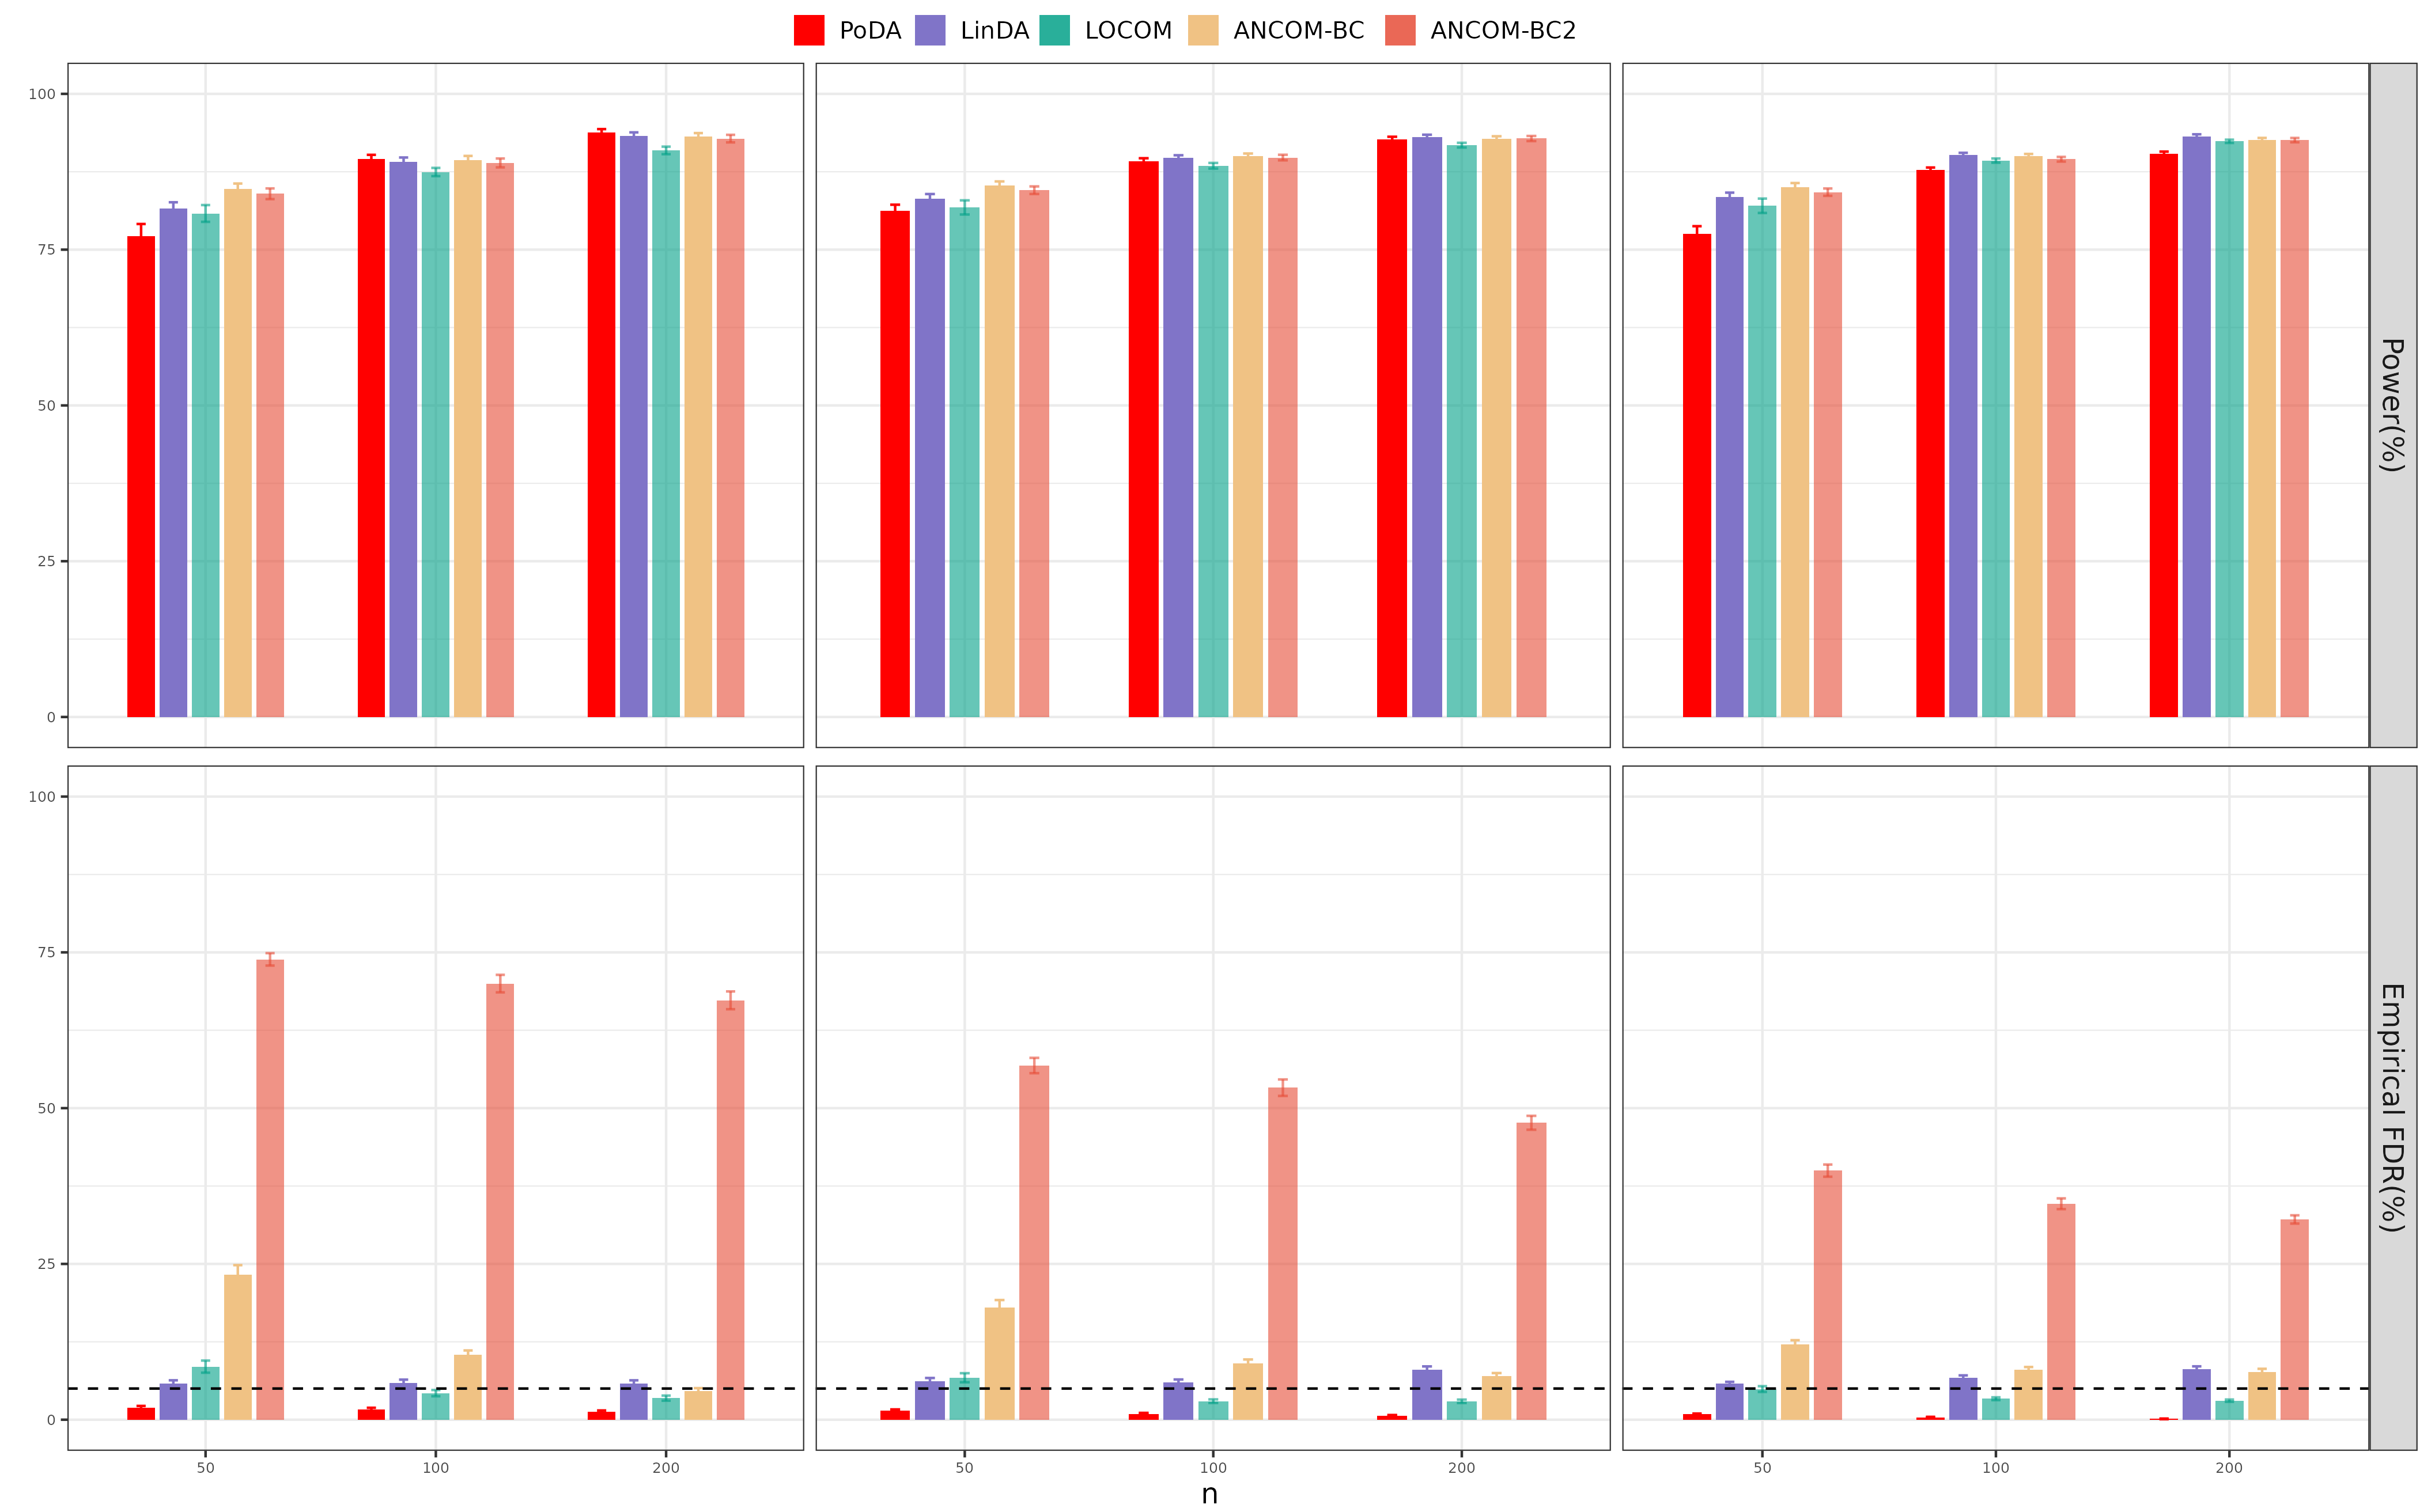 PoDA LinDA LOCOM ANCOM-BC ANCOM-BC2
100
75
50
25
0
Power(%)
100
75
50
25
0
Empirical FDR(%)
50 100 200 50 100 200 50 100 200
n